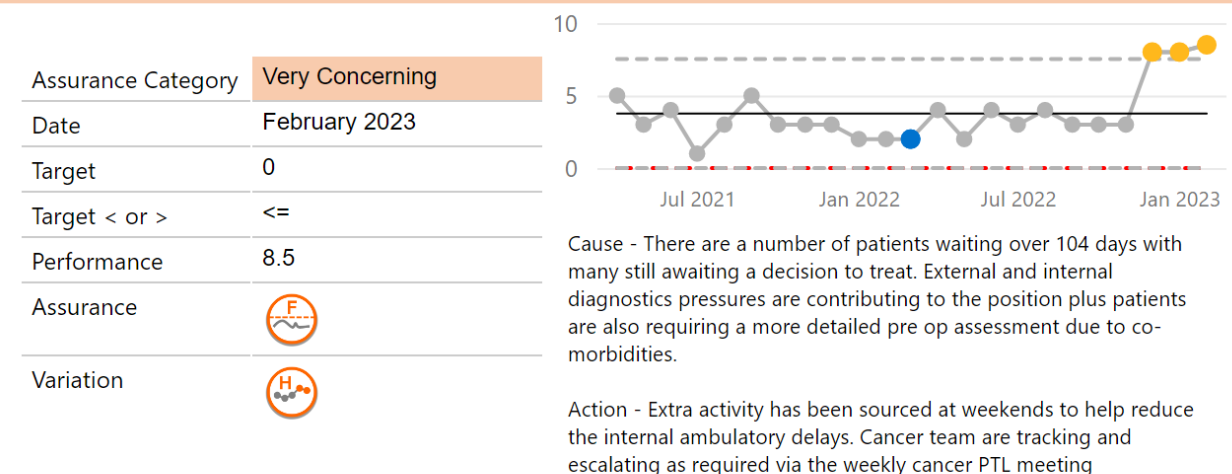 Assurance Category Very Concerning
Date February 2023
Target 0
Target < or > <=
Performance 8.5
Assurance F
Variation H
10
5
0
Jul 2021 Jan 2022 Jul 2022 Jan 2023
Cause - There are a number of patients waiting over 104 days with
many still awaiting a decision to treat. External and internal
diagnostics pressures are contributing to the position plus patients
are also requiring a more detailed pre op assessment due to co-
morbidities.
Action - Extra activity has been sourced at weekends to help reduce
the internal ambulatory delays. Cancer team are tracking and
escalating as required via the weekly cancer PTL meeting